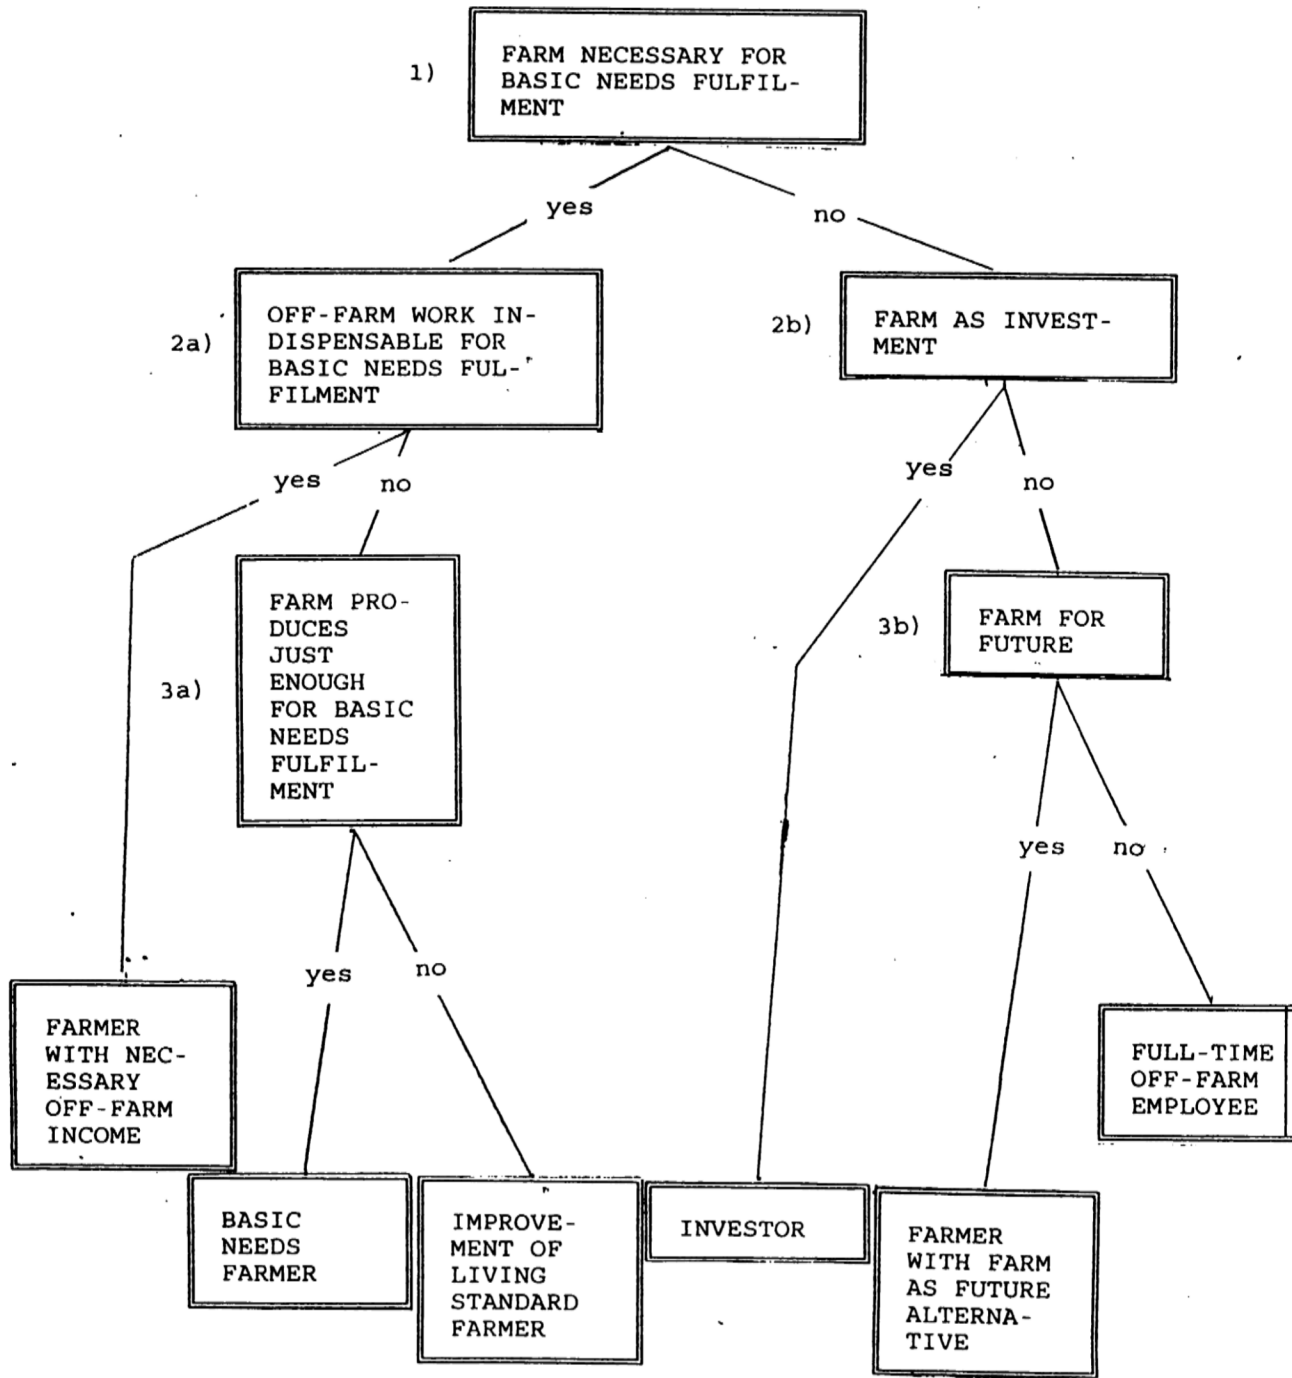 1)
FARM NECESSARY FOR
BASIC NEEDS FULFIL-
MENT
yes
no
2a)
OFF-FARM WORK IN-
DISPENSABLE FOR
BASIC NEEDS FUL-
FILMENT
2b)
FARM AS INVEST-
MENT
yes
no
yes
no
3a)
FARM PRO-
DUCES
JUST
ENOUGH
FOR BASIC
NEEDS
FULFIL-
MENT
3b)
FARM FOR
FUTURE
yes
no
yes
no
FARMER
WITH NEC-
ESSARY
OFF-FARM
INCOME
BASIC
NEEDS
FARMER
IMPROVE-
MENT OF
LIVING
STANDARD
FARMER
INVESTOR
FARMER
WITH FARM
AS FUTURE
ALTERNA-
TIVE
FULL-TIME
OFF-FARM
EMPLOYEE